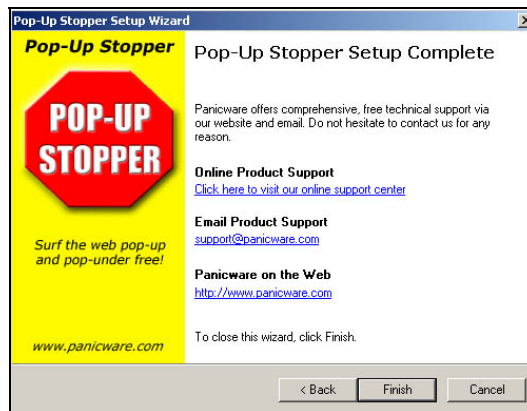 Pop-Up Stopper Setup Wizard
Pop-Up Stopper
POP-UP
STOPPER
Surf the web pop-up
and pop-under free!
www.panicware.com
Pop-Up Stopper Setup Complete
Panicware offers comprehensive, free technical support via
our website and email. Do not hesitate to contact us for any
reason.
Online Product Support
Click here to visit our online support center
Email Product Support
support@panicware.com
Panicware on the Web
http://www.panicware.com
To close this wizard, click Finish.
< Back
Finish
Cancel